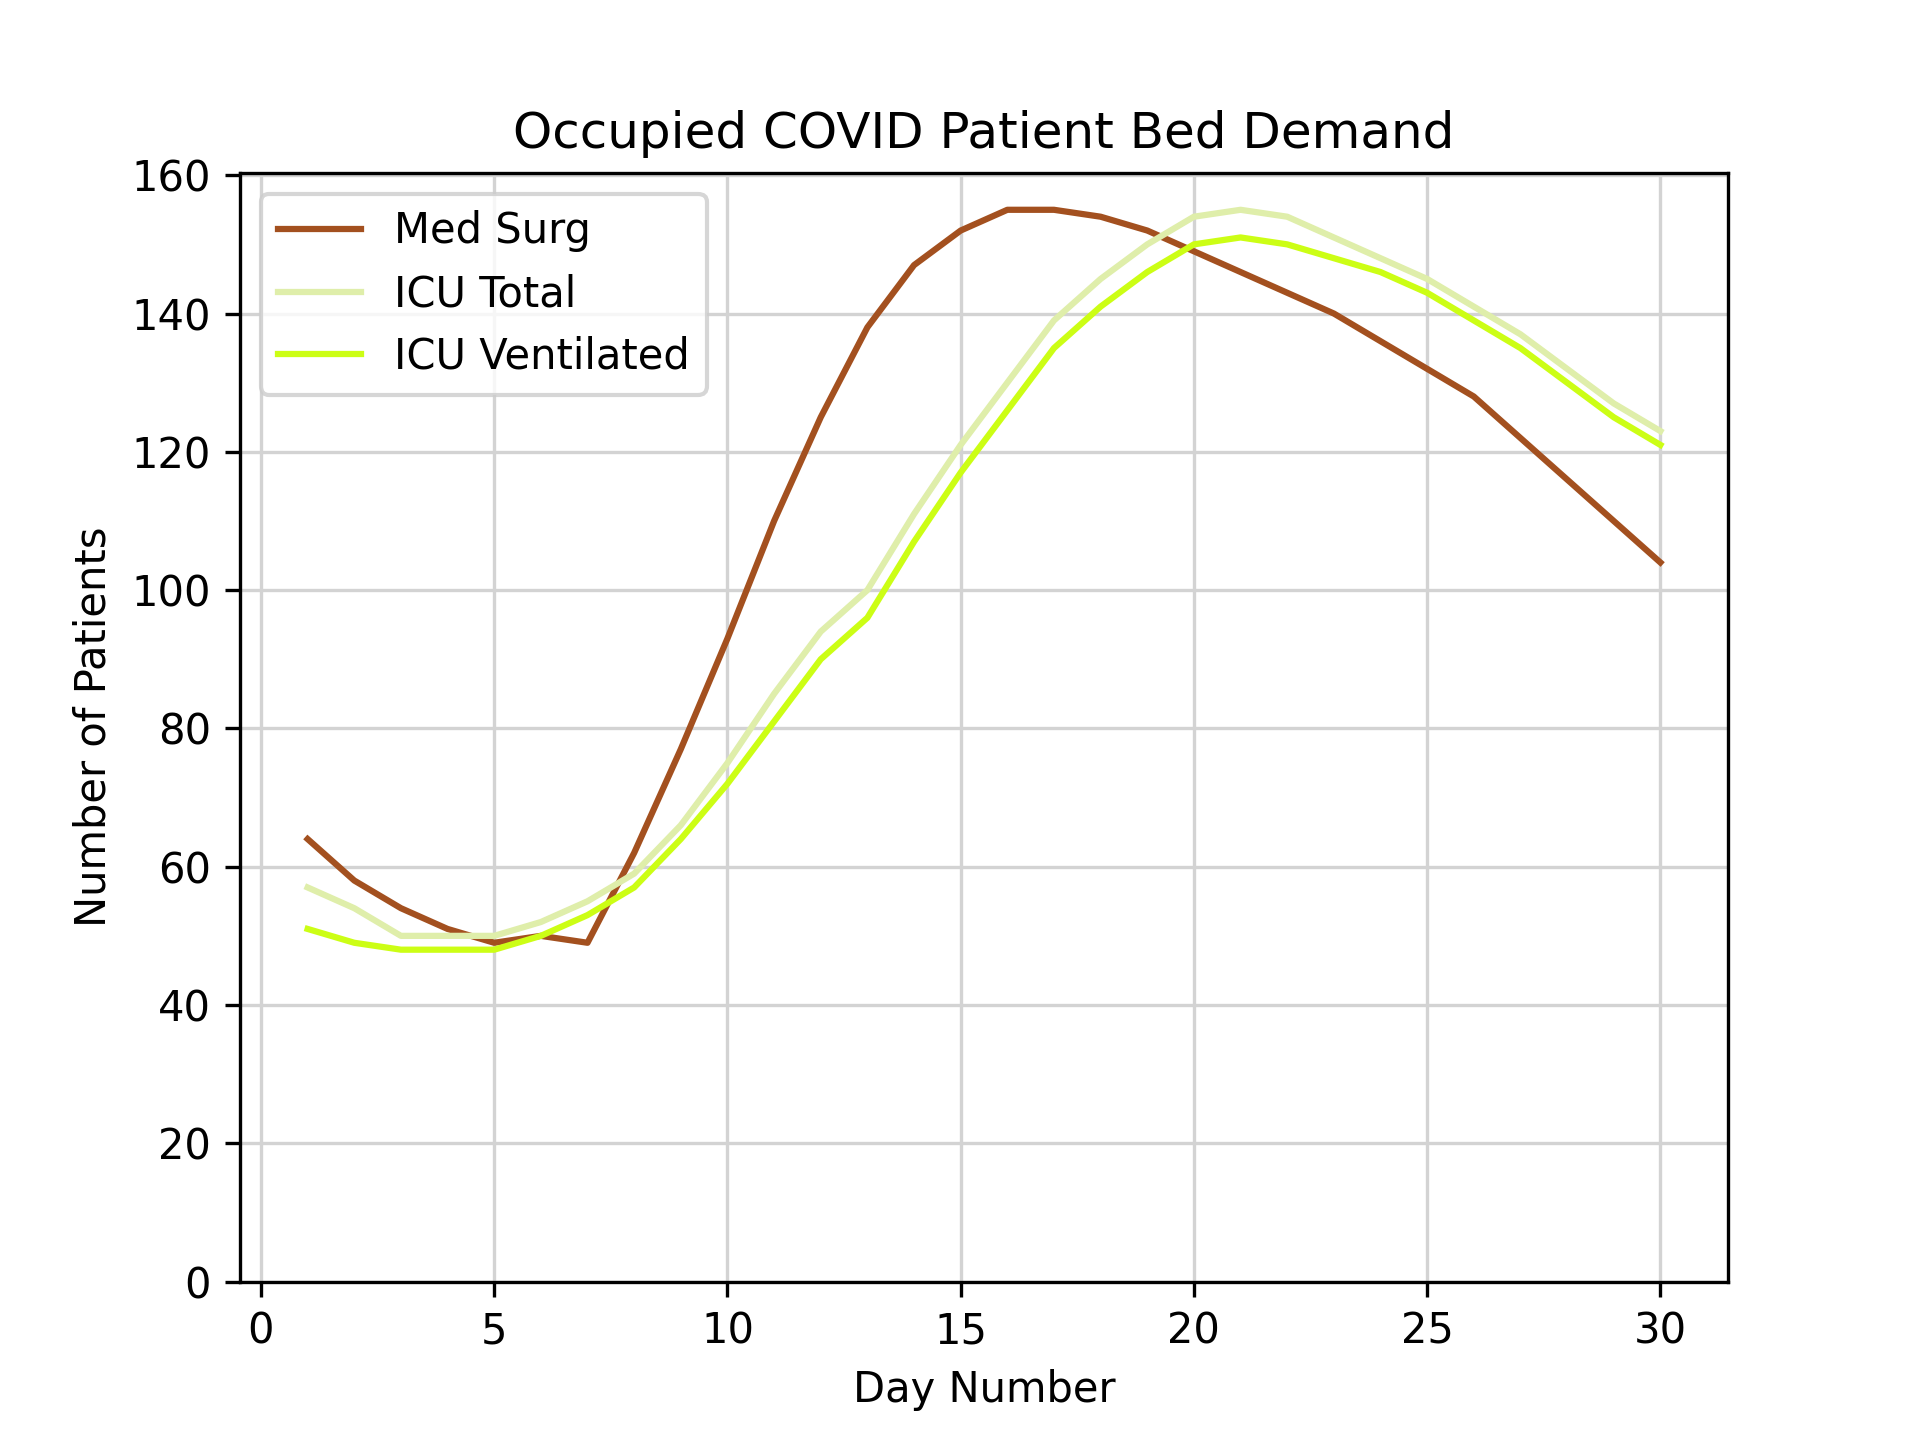 Occupied COVID Patient Bed Demand
160
140
120
100
80
60
40
20
0
Med Surg
ICU Total
ICU Ventilated
Number of Patients
0 5 10 15 20 25 30
Day Number